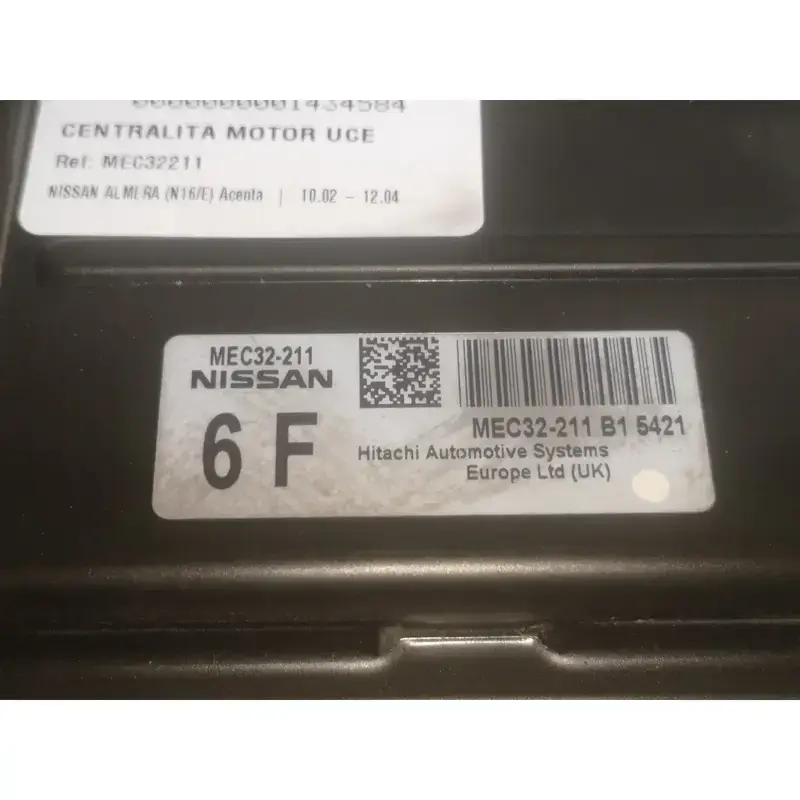 0000000001434584
CENTRALITA MOTOR UCE
Ref: MEC32211
NISSAN ALMERA (N16/E) Acenta | 10.02 - 12.04
MEC32-211
NISSAN
6 F
MEC32-211 B1 5421
Hitachi Automotive Systems
Europe Ltd (UK)